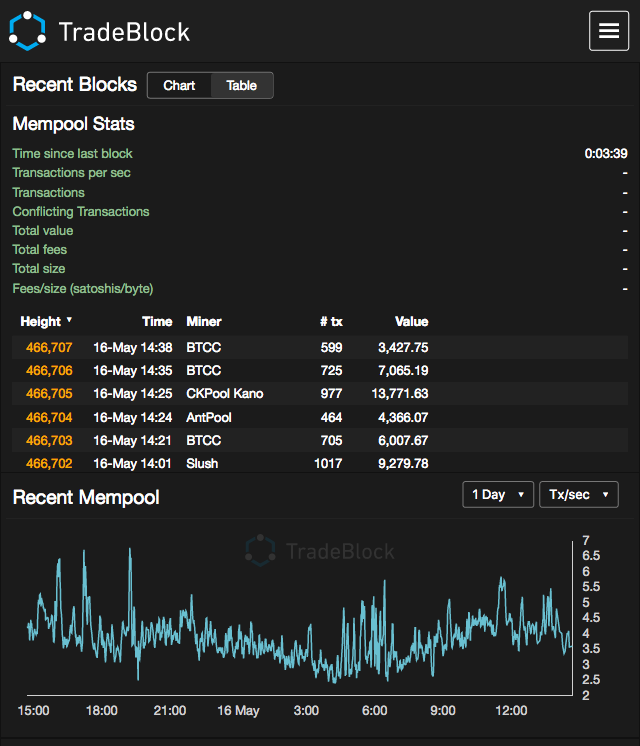 TradeBlock
Recent Blocks Chart Table
Mempool Stats
Time since last block 0:03:39
Transactions per sec -
Transactions -
Conflicting Transactions -
Total value -
Total fees -
Total size -
Fees/size (satoshis/byte) -
Height ▼ Time Miner # tx Value
466,707 16-May 14:38 BTCC 599 3,427.75
466,706 16-May 14:35 BTCC 725 7,065.19
466,705 16-May 14:25 CKPool Kano 977 13,771.63
466,704 16-May 14:24 AntPool 464 4,366.07
466,703 16-May 14:21 BTCC 705 6,007.67
466,702 16-May 14:01 Slush 1017 9,279.78
Recent Mempool 1 Day ▼ Tx/sec ▼
TradeBlock
7
6.5
6
5.5
5
4.5
4
3.5
3
2.5
2
15:00 18:00 21:00 16 May 3:00 6:00 9:00 12:00